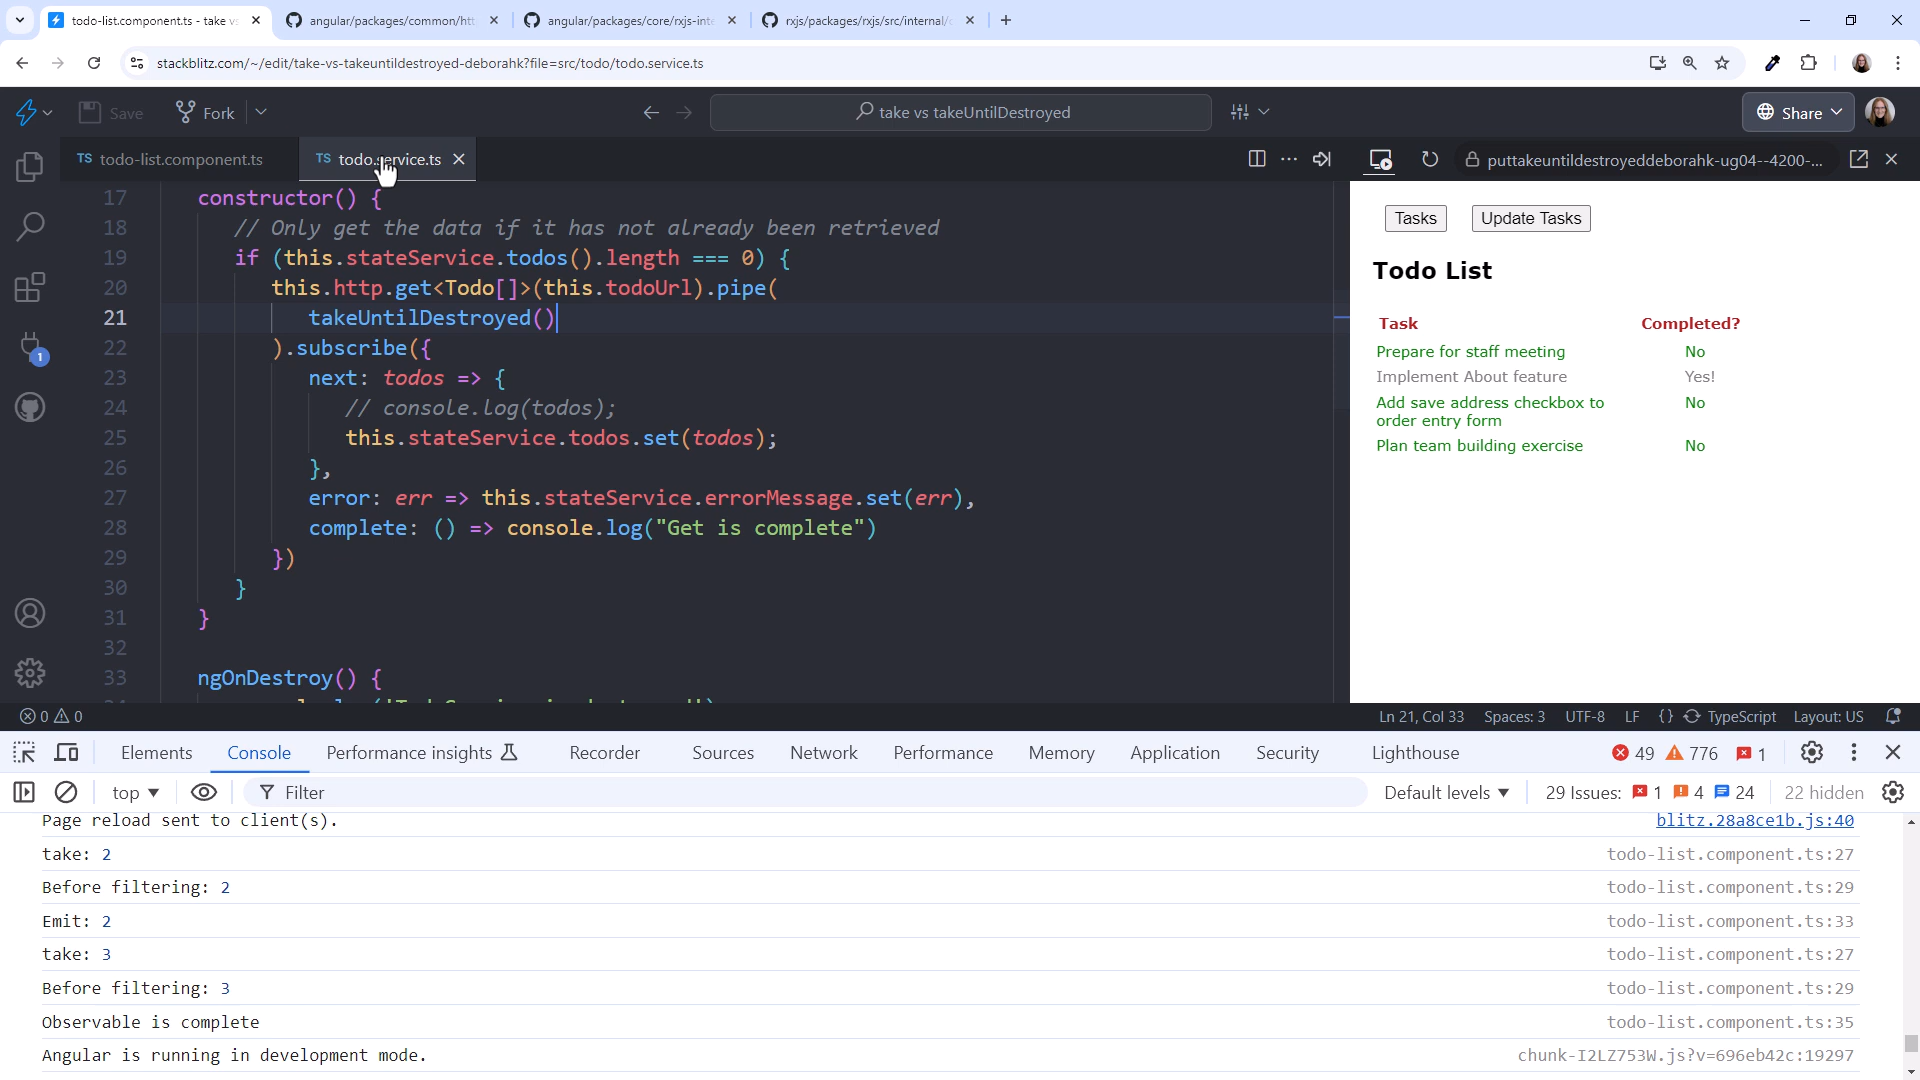 todo-list.component.ts - take vs
angular/packages/common/htt
angular/packages/core/rxjs-inte
rxjs/packages/rxjs/src/internal/
stackblitz.com/~/edit/take-vs-takeuntildestroyed-deborahk?file=src/todo/todo.service.ts
Save
Fork
take vs takeUntilDestroyed
Share
TS todo-list.component.ts
TS todo.service.ts
puttakeuntildestroyeddeborahk-ug04--4200-...
17 constructor() {
18 // Only get the data if it has not already been retrieved
19 if (this.stateService.todos().length === 0) {
20 this.http.get<Todo[]>(this.todoUrl).pipe(
21 takeUntilDestroyed()
22 ).subscribe({
23 next: todos => {
24 // console.log(todos);
25 this.stateService.todos.set(todos);
26 },
27 error: err => this.stateService.errorMessage.set(err),
28 complete: () => console.log("Get is complete")
29 })
30 }
31 }
32
33 ngOnDestroy() {
Tasks
Update Tasks
Todo List
Task Completed?
Prepare for staff meeting No
Implement About feature Yes!
Add save address checkbox to No
order entry form
Plan team building exercise No
0 0
Ln 21, Col 33 Spaces: 3 UTF-8 LF {} TypeScript Layout: US
Elements Console Performance insights Recorder Sources Network Performance Memory Application Security Lighthouse 49 776 1
top Filter Default levels 29 Issues: 1 4 24 22 hidden
Page reload sent to client(s). blitz.28a8ce1b.js:40
take: 2 todo-list.component.ts:27
Before filtering: 2 todo-list.component.ts:29
Emit: 2 todo-list.component.ts:33
take: 3 todo-list.component.ts:27
Before filtering: 3 todo-list.component.ts:29
Observable is complete todo-list.component.ts:35
Angular is running in development mode. chunk-I2LZ753W.js?v=696eb42c:19297